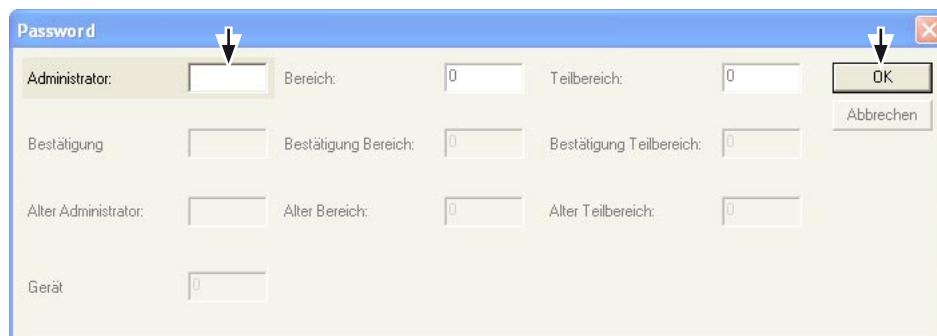 Password
Administrator: Bereich: 0 Teilbereich: 0 OK
Abbrechen
Bestätigung Bestätigung Bereich: 0 Bestätigung Teilbereich: 0
Alter Administrator: Alter Bereich: 0 Alter Teilbereich: 0
Gerät 0